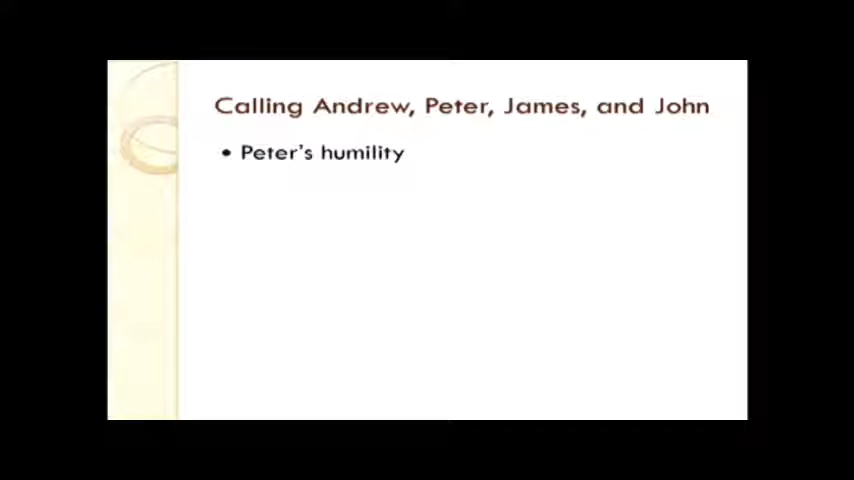 Calling Andrew, Peter, James, and John
• Peter's humility